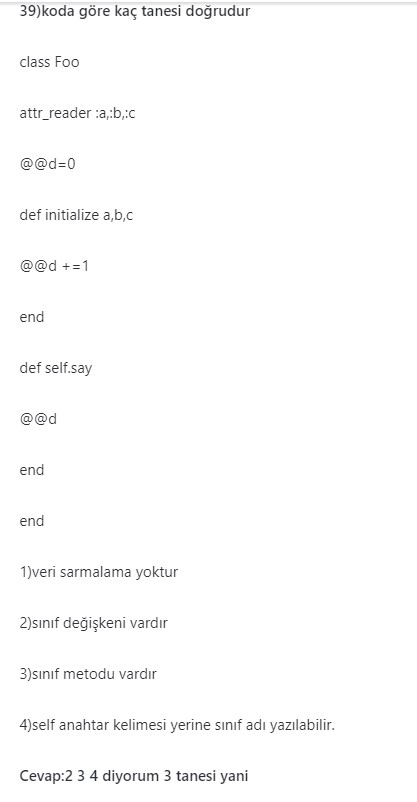 39)koda göre kaç tanesi doğrudur
class Foo
attr_reader :a,:b,:c
@@d=0
def initialize a,b,c
@@d +=1
end
def self.say
@@d
end
end
1)veri sarmalama yoktur
2)sınıf değişkeni vardır
3)sınıf metodu vardır
4)self anahtar kelimesi yerine sınıf adı yazılabilir.
Cevap:2 3 4 diyorum 3 tanesi yani